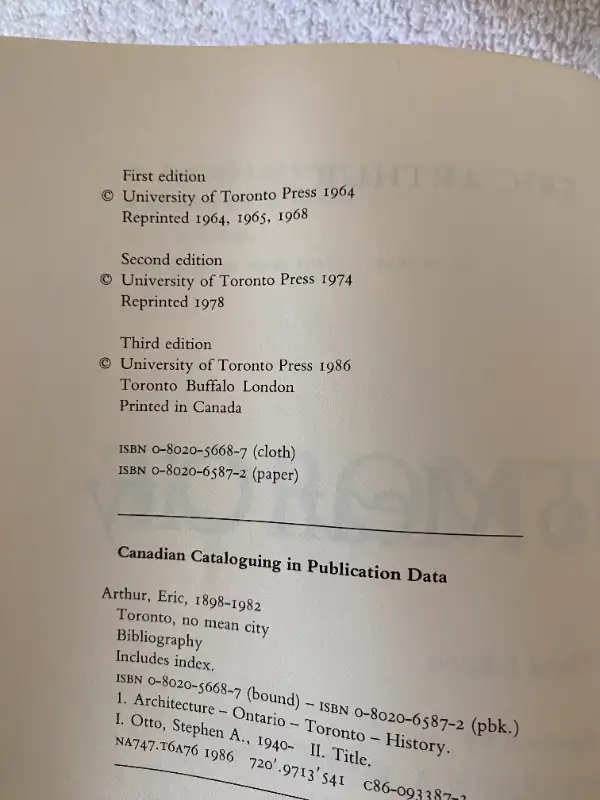 First edition
© University of Toronto Press 1964
Reprinted 1964, 1965, 1968
Second edition
© University of Toronto Press 1974
Reprinted 1978
Third edition
© University of Toronto Press 1986
Toronto Buffalo London
Printed in Canada
ISBN 0-8020-5668-7 (cloth)
ISBN 0-8020-6587-2 (paper)
Canadian Cataloguing in Publication Data
Arthur, Eric, 1898-1982
Toronto, no mean city
Bibliography
Includes index.
ISBN 0-8020-5668-7 (bound) – ISBN 0-8020-6587-2 (pbk.)
1. Architecture – Ontario – Toronto – History.
I. Otto, Stephen A., 1940- II. Title.
NA747.T6A76 1986 720'.9713'541 C86-093387-